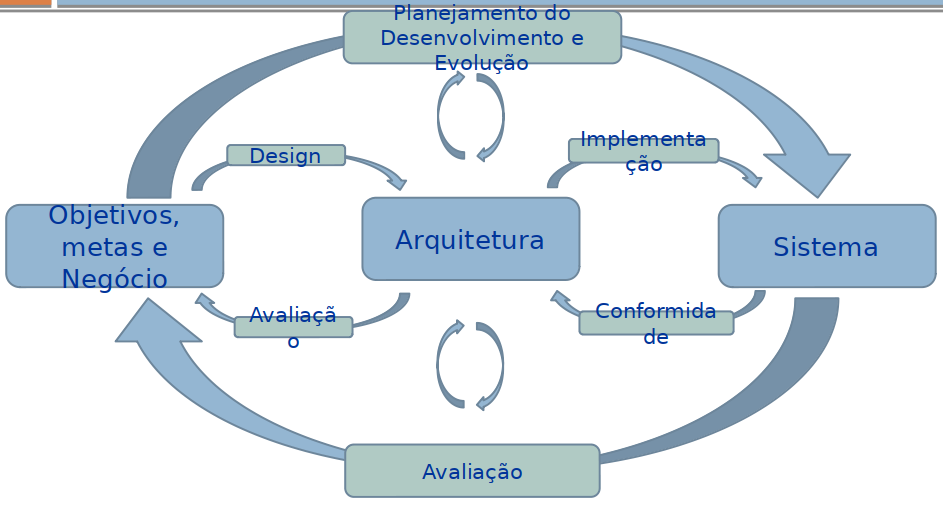 Planejamento do
Desenvolvimento e
Evolução
Design
Implementa
ção
Objetivos,
metas e
Negócio
Arquitetura
Sistema
Avaliaçã
o
Conformida
de
Avaliação